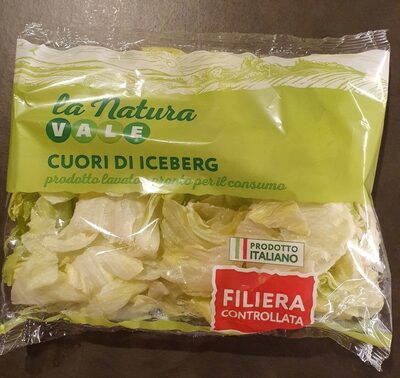 la Natura
VALE
CUORI DI ICEBERG
prodotto lavato e pronto per il consumo
PRODOTTO
ITALIANO
FILIERA
CONTROLLATA